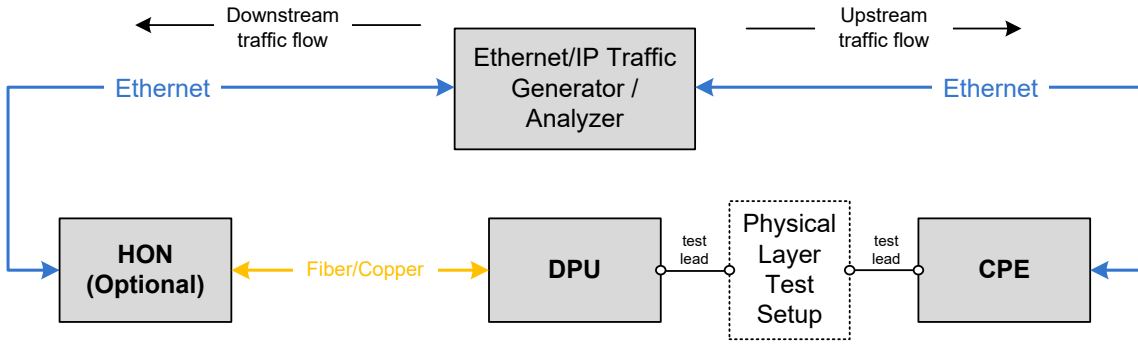 Downstream
traffic flow
Upstream
traffic flow
Ethernet/IP Traffic
Generator /
Analyzer
Ethernet
Ethernet
HON
(Optional)
Fiber/Copper
DPU
test
lead
Physical
Layer
Test
Setup
test
lead
CPE